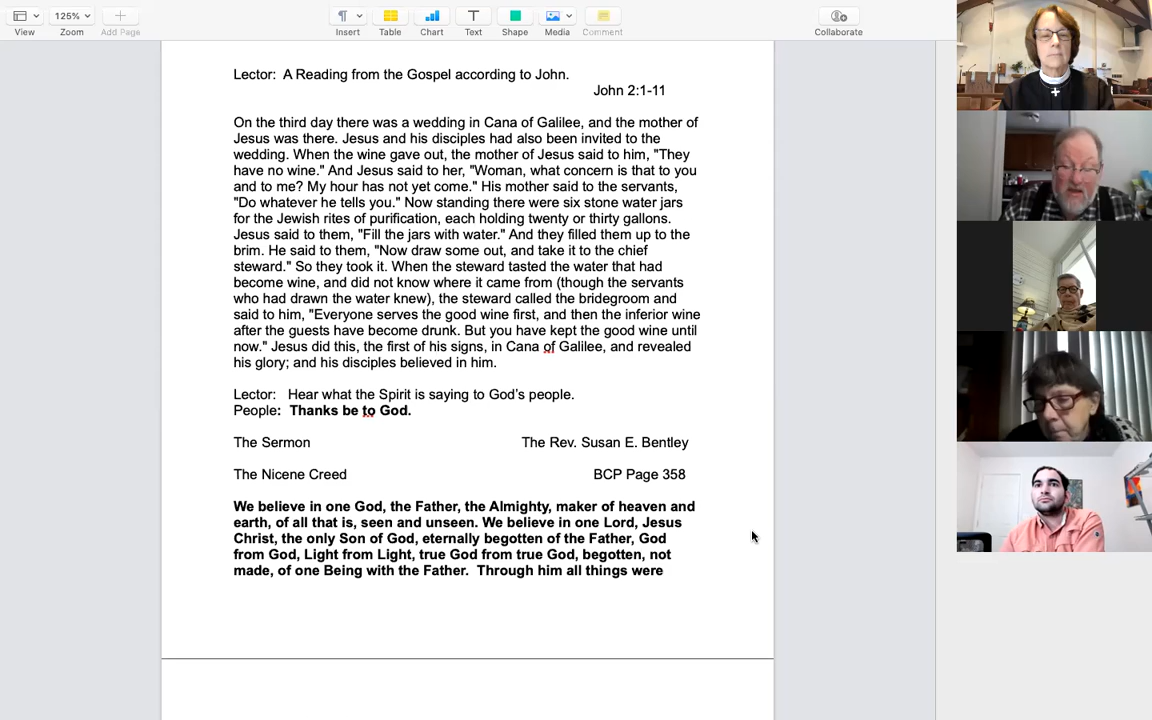 View
125%
Zoom
Add Page
Insert
Table
Chart
Text
Shape
Media
Comment
Collaborate
Lector:  A Reading from the Gospel according to John.
John 2:1-11
On the third day there was a wedding in Cana of Galilee, and the mother of
Jesus was there. Jesus and his disciples had also been invited to the
wedding. When the wine gave out, the mother of Jesus said to him, "They
have no wine." And Jesus said to her, "Woman, what concern is that to you
and to me? My hour has not yet come." His mother said to the servants,
"Do whatever he tells you." Now standing there were six stone water jars
for the Jewish rites of purification, each holding twenty or thirty gallons.
Jesus said to them, "Fill the jars with water." And they filled them up to the
brim. He said to them, "Now draw some out, and take it to the chief
steward." So they took it. When the steward tasted the water that had
become wine, and did not know where it came from (though the servants
who had drawn the water knew), the steward called the bridegroom and
said to him, "Everyone serves the good wine first, and then the inferior wine
after the guests have become drunk. But you have kept the good wine until
now." Jesus did this, the first of his signs, in Cana of Galilee, and revealed
his glory; and his disciples believed in him.
Lector:   Hear what the Spirit is saying to God's people.
People:  Thanks be to God.
The Sermon The Rev. Susan E. Bentley
The Nicene Creed BCP Page 358
We believe in one God, the Father, the Almighty, maker of heaven and
earth, of all that is, seen and unseen. We believe in one Lord, Jesus
Christ, the only Son of God, eternally begotten of the Father, God
from God, Light from Light, true God from true God, begotten, not
made, of one Being with the Father.  Through him all things were